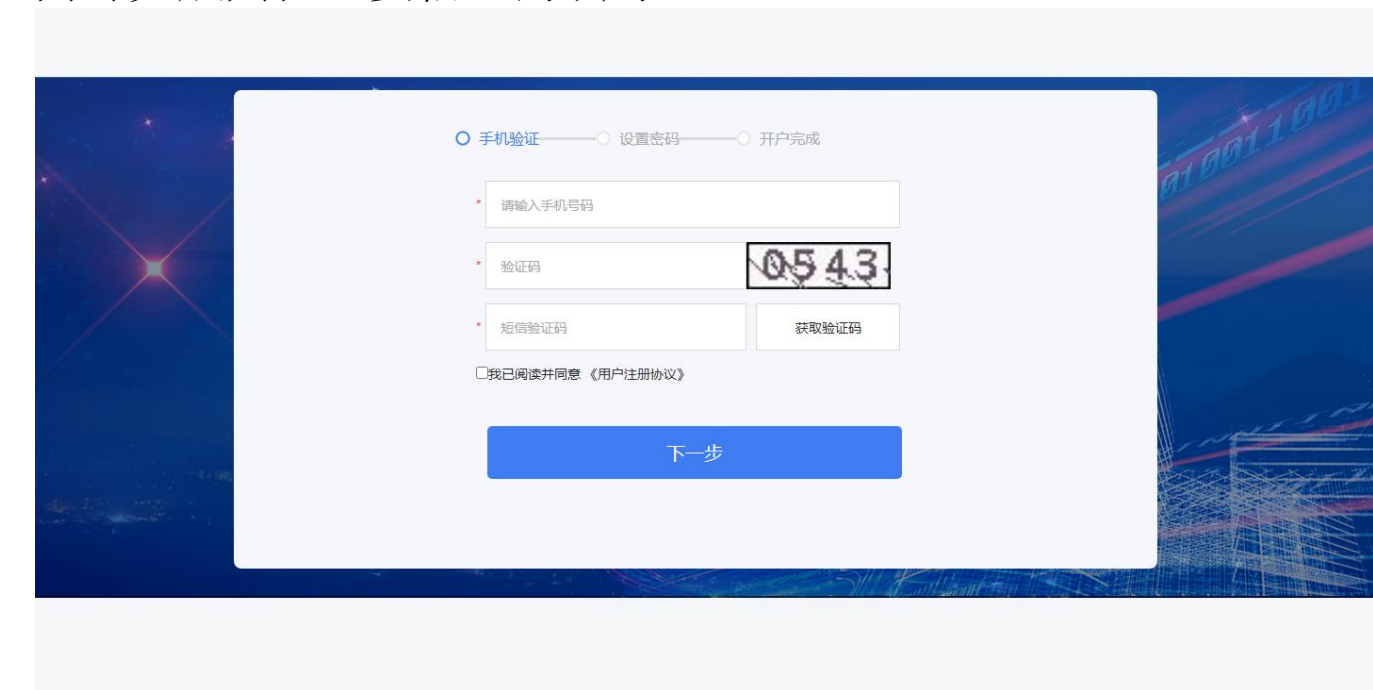 手机验证 设置密码 开户完成
* 请输入手机号码
* 验证码 0543
* 短信验证码 获取验证码
我已阅读并同意 《用户注册协议》
下一步